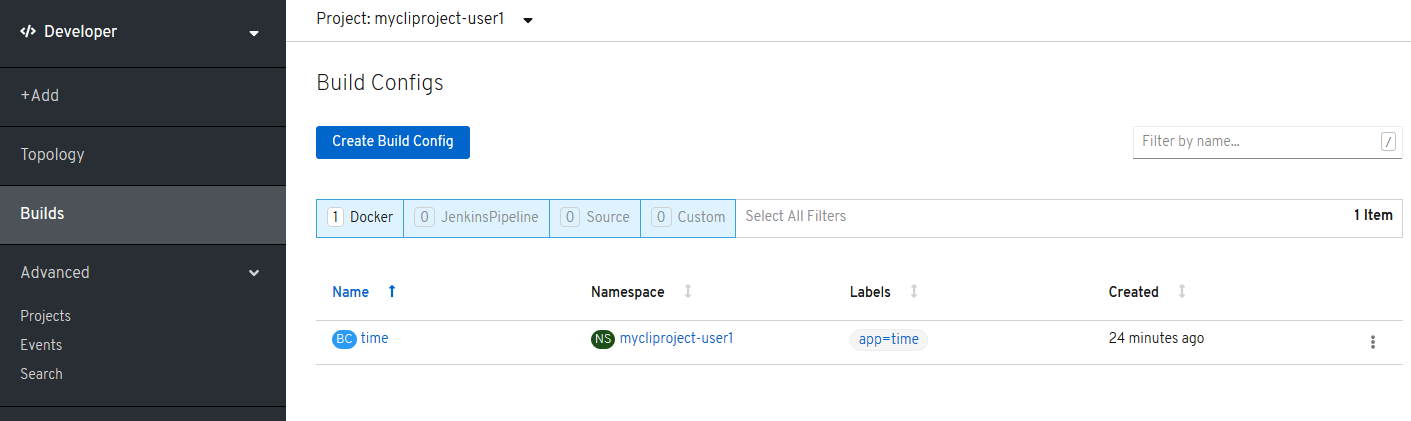 Developer
+Add
Topology
Builds
Advanced
Projects
Events
Search
Project: mycliproject-user1
Build Configs
Create Build Config
Filter by name...
/
1 Docker 0 JenkinsPipeline 0 Source 0 Custom Select All Filters 1 Item
Name Namespace Labels Created
BC time NS mycliproject-user1 app=time 24 minutes ago